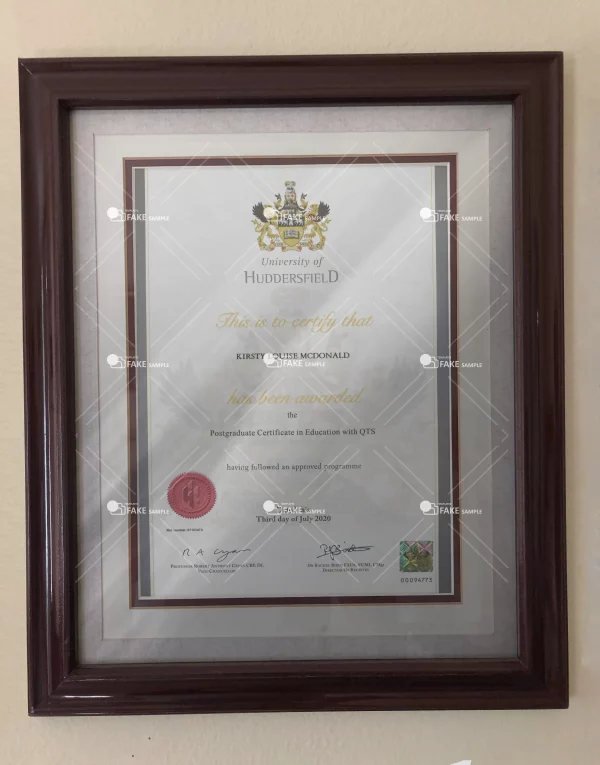 FAKE SAMPLE
FAKE SAMPLE
FAKE SAMPLE
University of
HUDDERSFIELD
This is to certify that
KIRSTY LOUISE MCDONALD
FAKE SAMPLE
FAKE SAMPLE
FAKE SAMPLE
has been awarded
the
Postgraduate Certificate in Education with QTS
having followed an approved programme
FAKE SAMPLE
FAKE SAMPLE
FAKE SAMPLE
Third day of July 2020
00094773